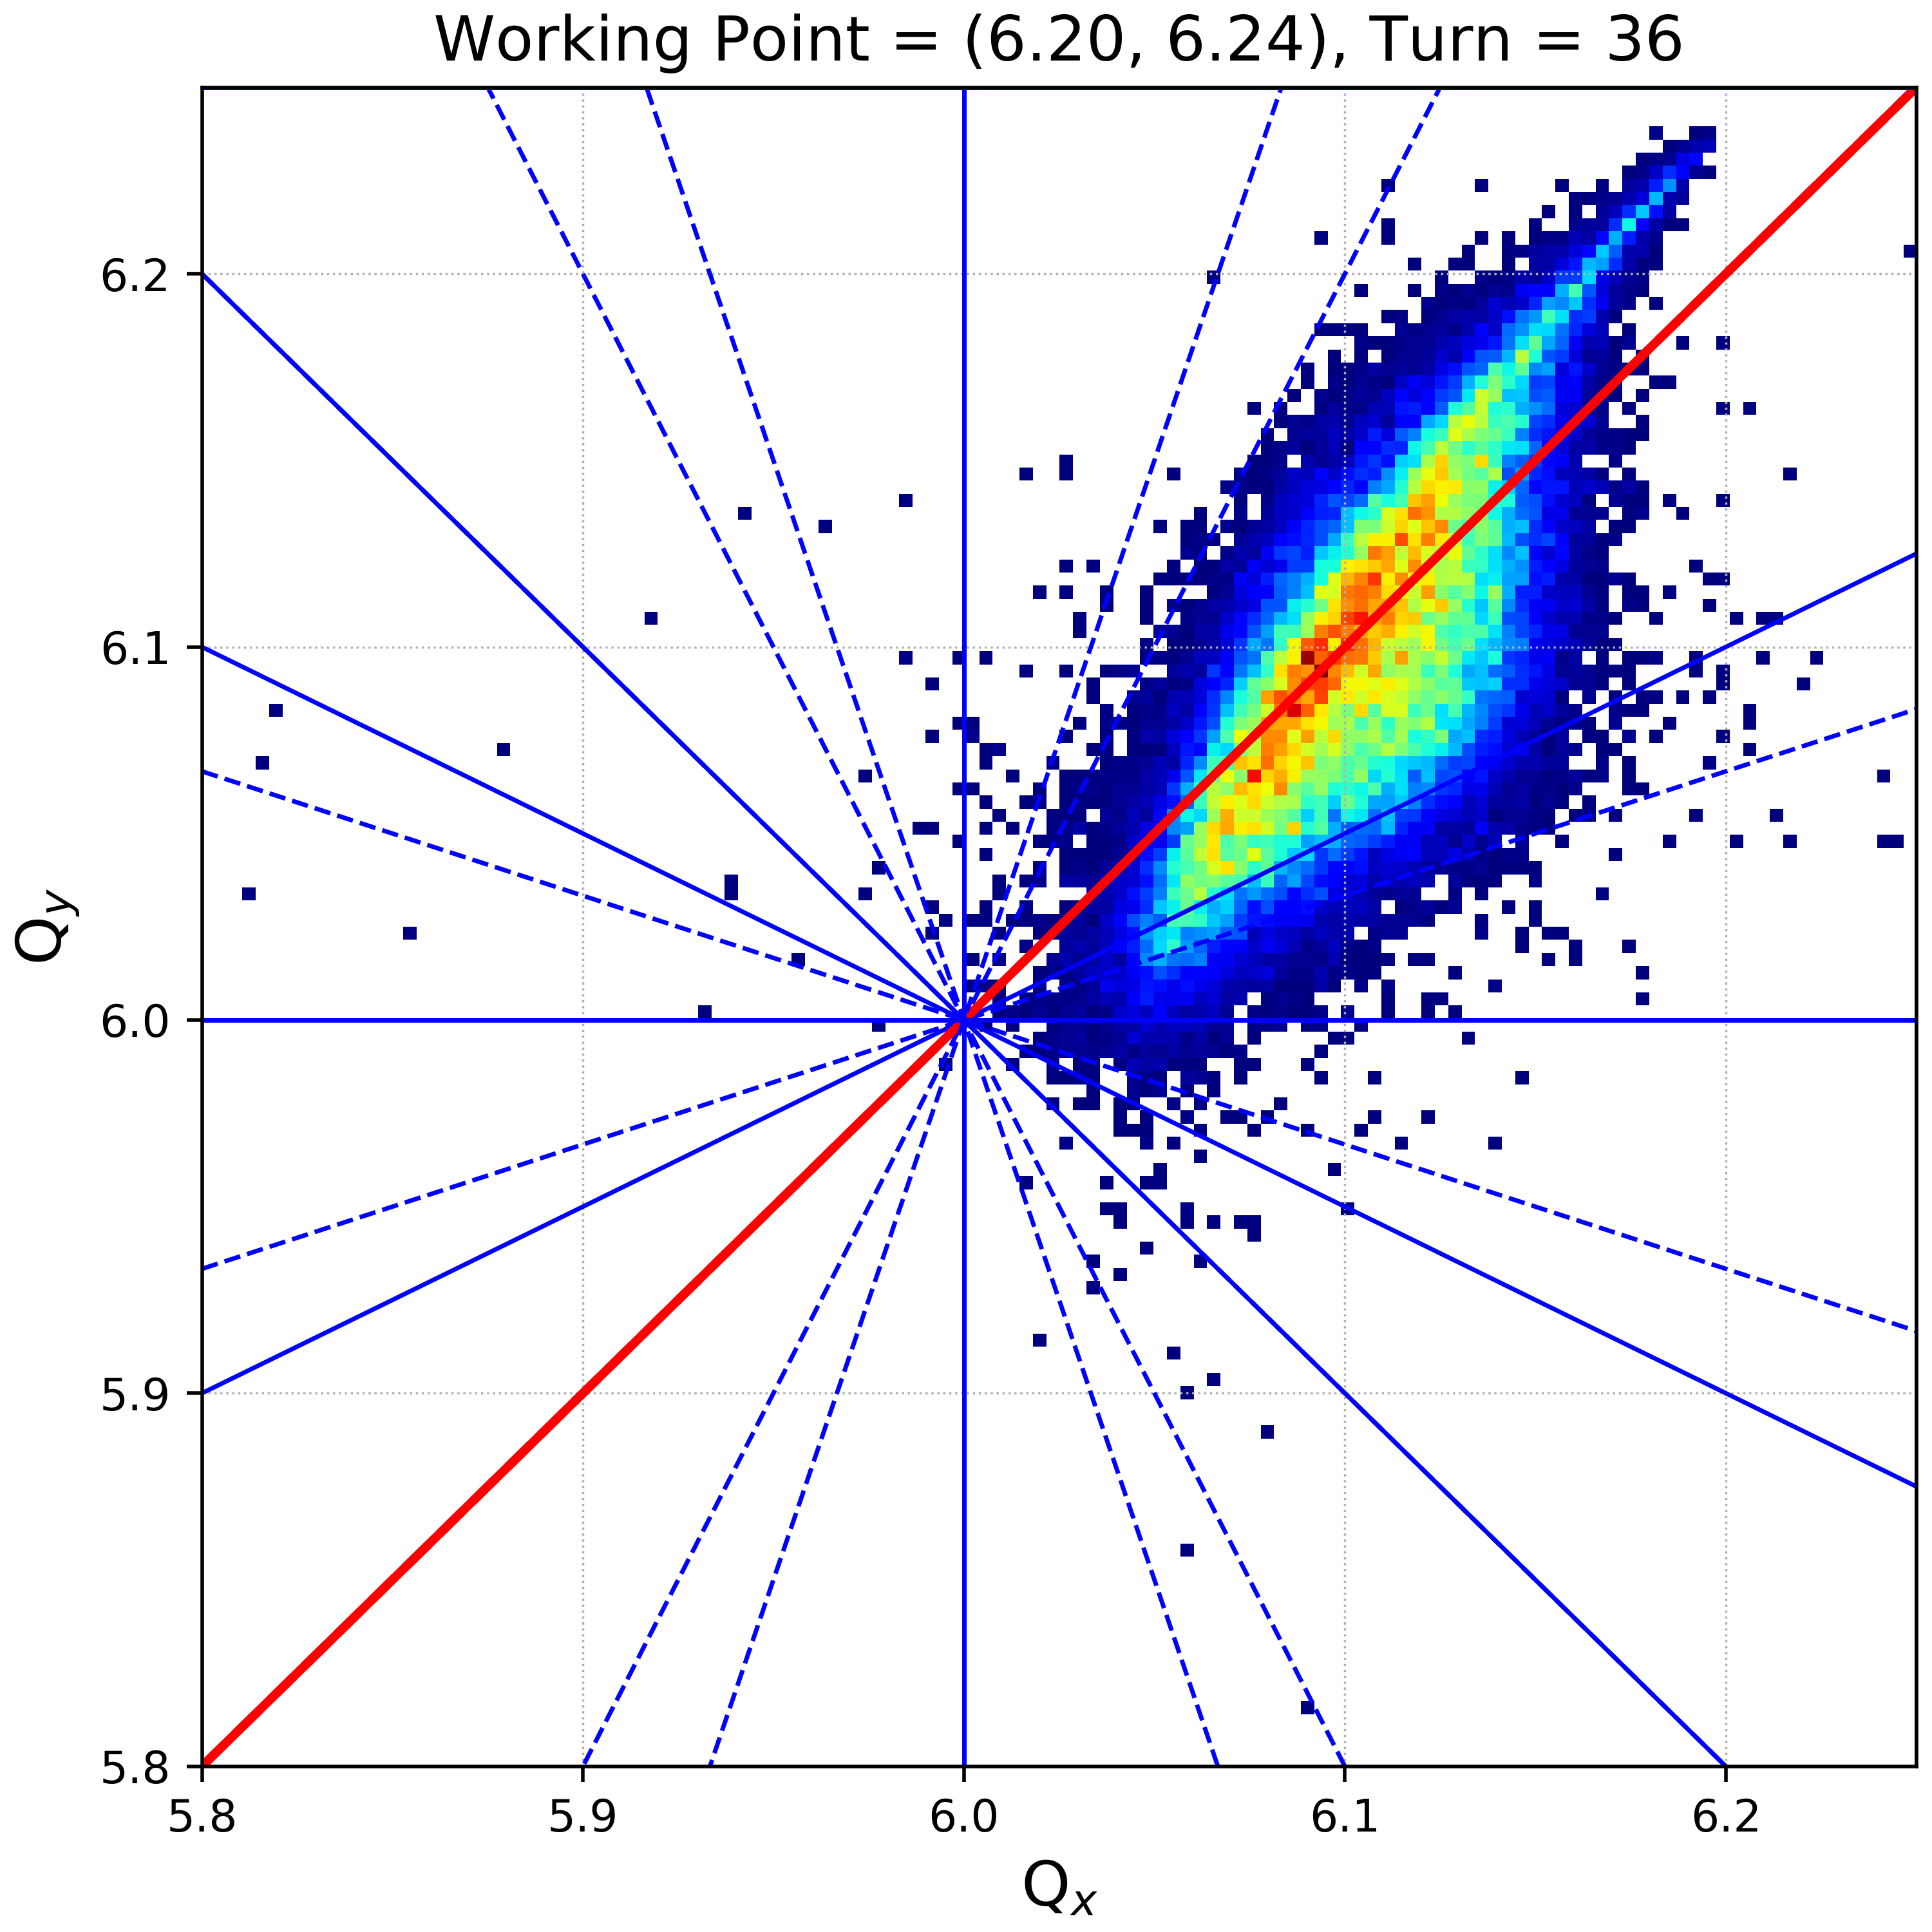 Working Point = (6.20, 6.24), Turn = 36
6.2
6.1
6.0
5.9
5.8
Qy
5.8 5.9 6.0 6.1 6.2
Qx